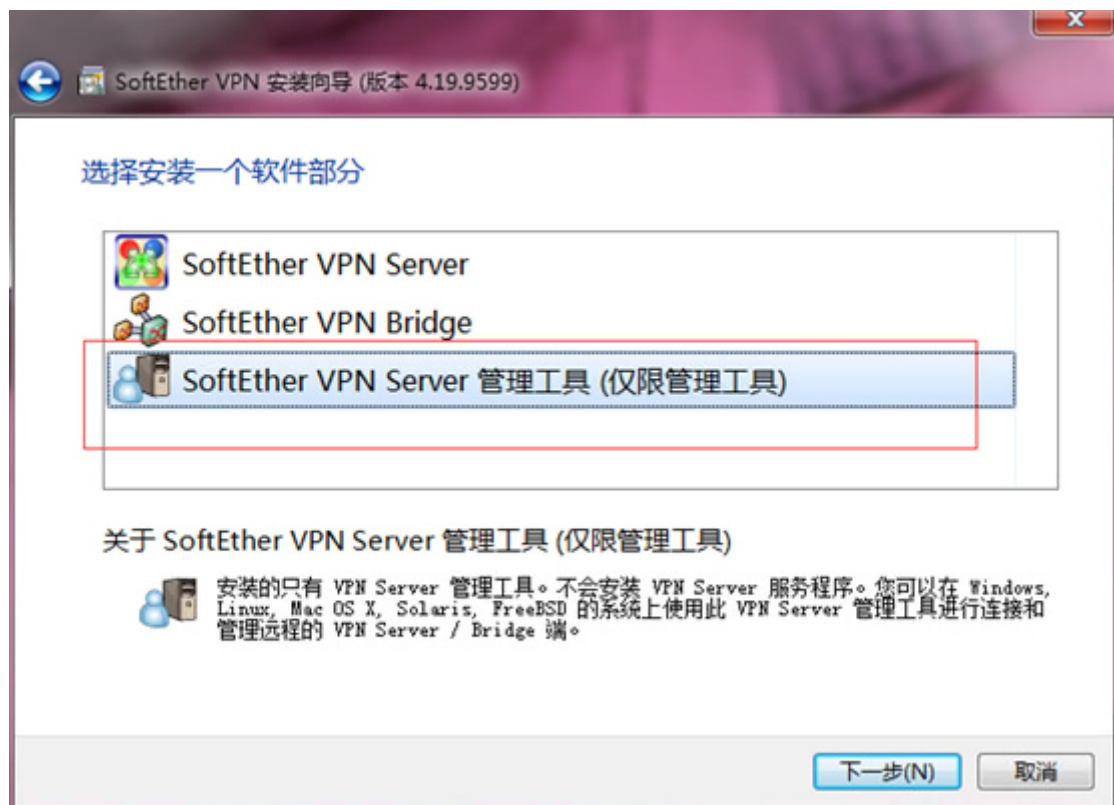 SoftEther VPN 安装向导 (版本 4.19.9599)
选择安装一个软件部分
SoftEther VPN Server
SoftEther VPN Bridge
SoftEther VPN Server 管理工具 (仅限管理工具)
关于 SoftEther VPN Server 管理工具 (仅限管理工具)
安装的只有 VPN Server 管理工具。不会安装 VPN Server 服务程序。您可以在 Windows,
Linux, Mac OS X, Solaris, FreeBSD 的系统上使用此 VPN Server 管理工具进行连接和
管理远程的 VPN Server / Bridge 端。
下一步(N)
取消